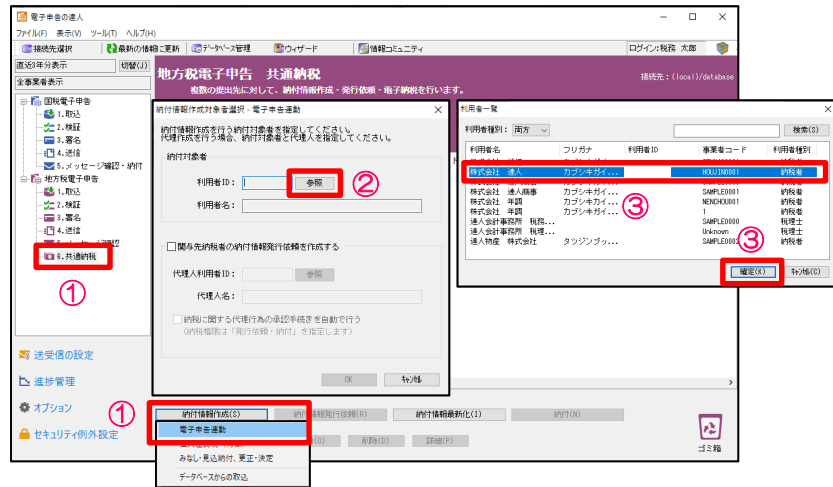 電子申告の達人
ファイル(F) 表示(V) ツール(T) ヘルプ(H)
接続先選択 最新の情報に更新 データベース管理 ウィザード 情報コミュニティ ログイン:税務 太郎
直近3年分表示 切替(J)
全事業者表示
国税電子申告
1.取込
2.検証
3.署名
4.送信
5.メッセージ確認・納付
地方税電子申告
1.取込
2.検証
3.署名
4.送信
6.共通納税
①
送受信の設定
進捗管理
オプション
セキュリティ例外設定
地方税電子申告 共通納税
接続先:(local)/database
複数の提出先に対して、納付情報作成・発行依頼・電子納税を行います。
納付情報作成対象者選択 - 電子申告連動
納付情報作成を行う納付対象者を指定してください。
代理作成を行う場合、納付対象者と代理人を指定してください。
納付対象者
利用者ID: 参照
②
利用者名:
関与先納税者の納付情報発行依頼を作成する
代理人利用者ID: 参照
代理人名:
納税に関する代理行為の承認手続きを自動で行う
(納税権限は「発行依頼・納付」を指定します)
OK キャンセル
利用者一覧
利用者種別: 両方 検索(S)
利用者名 フリガナ 利用者ID 事業者コード 利用者種別
株式会社 達人 カブシキガイ... HOUJIN0001 納税者
株式会社 達人商事 カブシキガイ... SAMPLE0001 納税者
株式会社 年調 カブシキガイ... NENCHOU001 納税者
株式会社 年調 カブシキガイ... 1 納税者
達人会計事務所 税務... SAMPLE0000 税理士
達人会計事務所 税理... Unknown 税理士
達人物産 株式会社 タツジンブッ... SAMPLE0002 納税者
③
③
確定(K) キャンセル(C)
①
納付情報作成(S) 納付情報発行依頼(R) 納付情報最新化(I) 納付(N)
電子申告連動
削除(D) 詳細(P)
みなし・見込納付、更正・決定
データベースからの取込
ゴミ箱